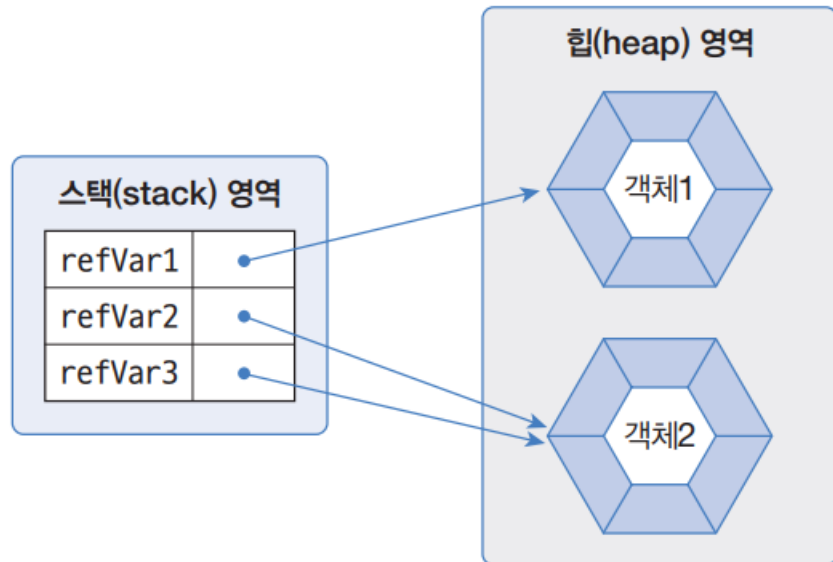 힙(heap) 영역
객체1
스택(stack) 영역
refVar1
refVar2
refVar3
객체2